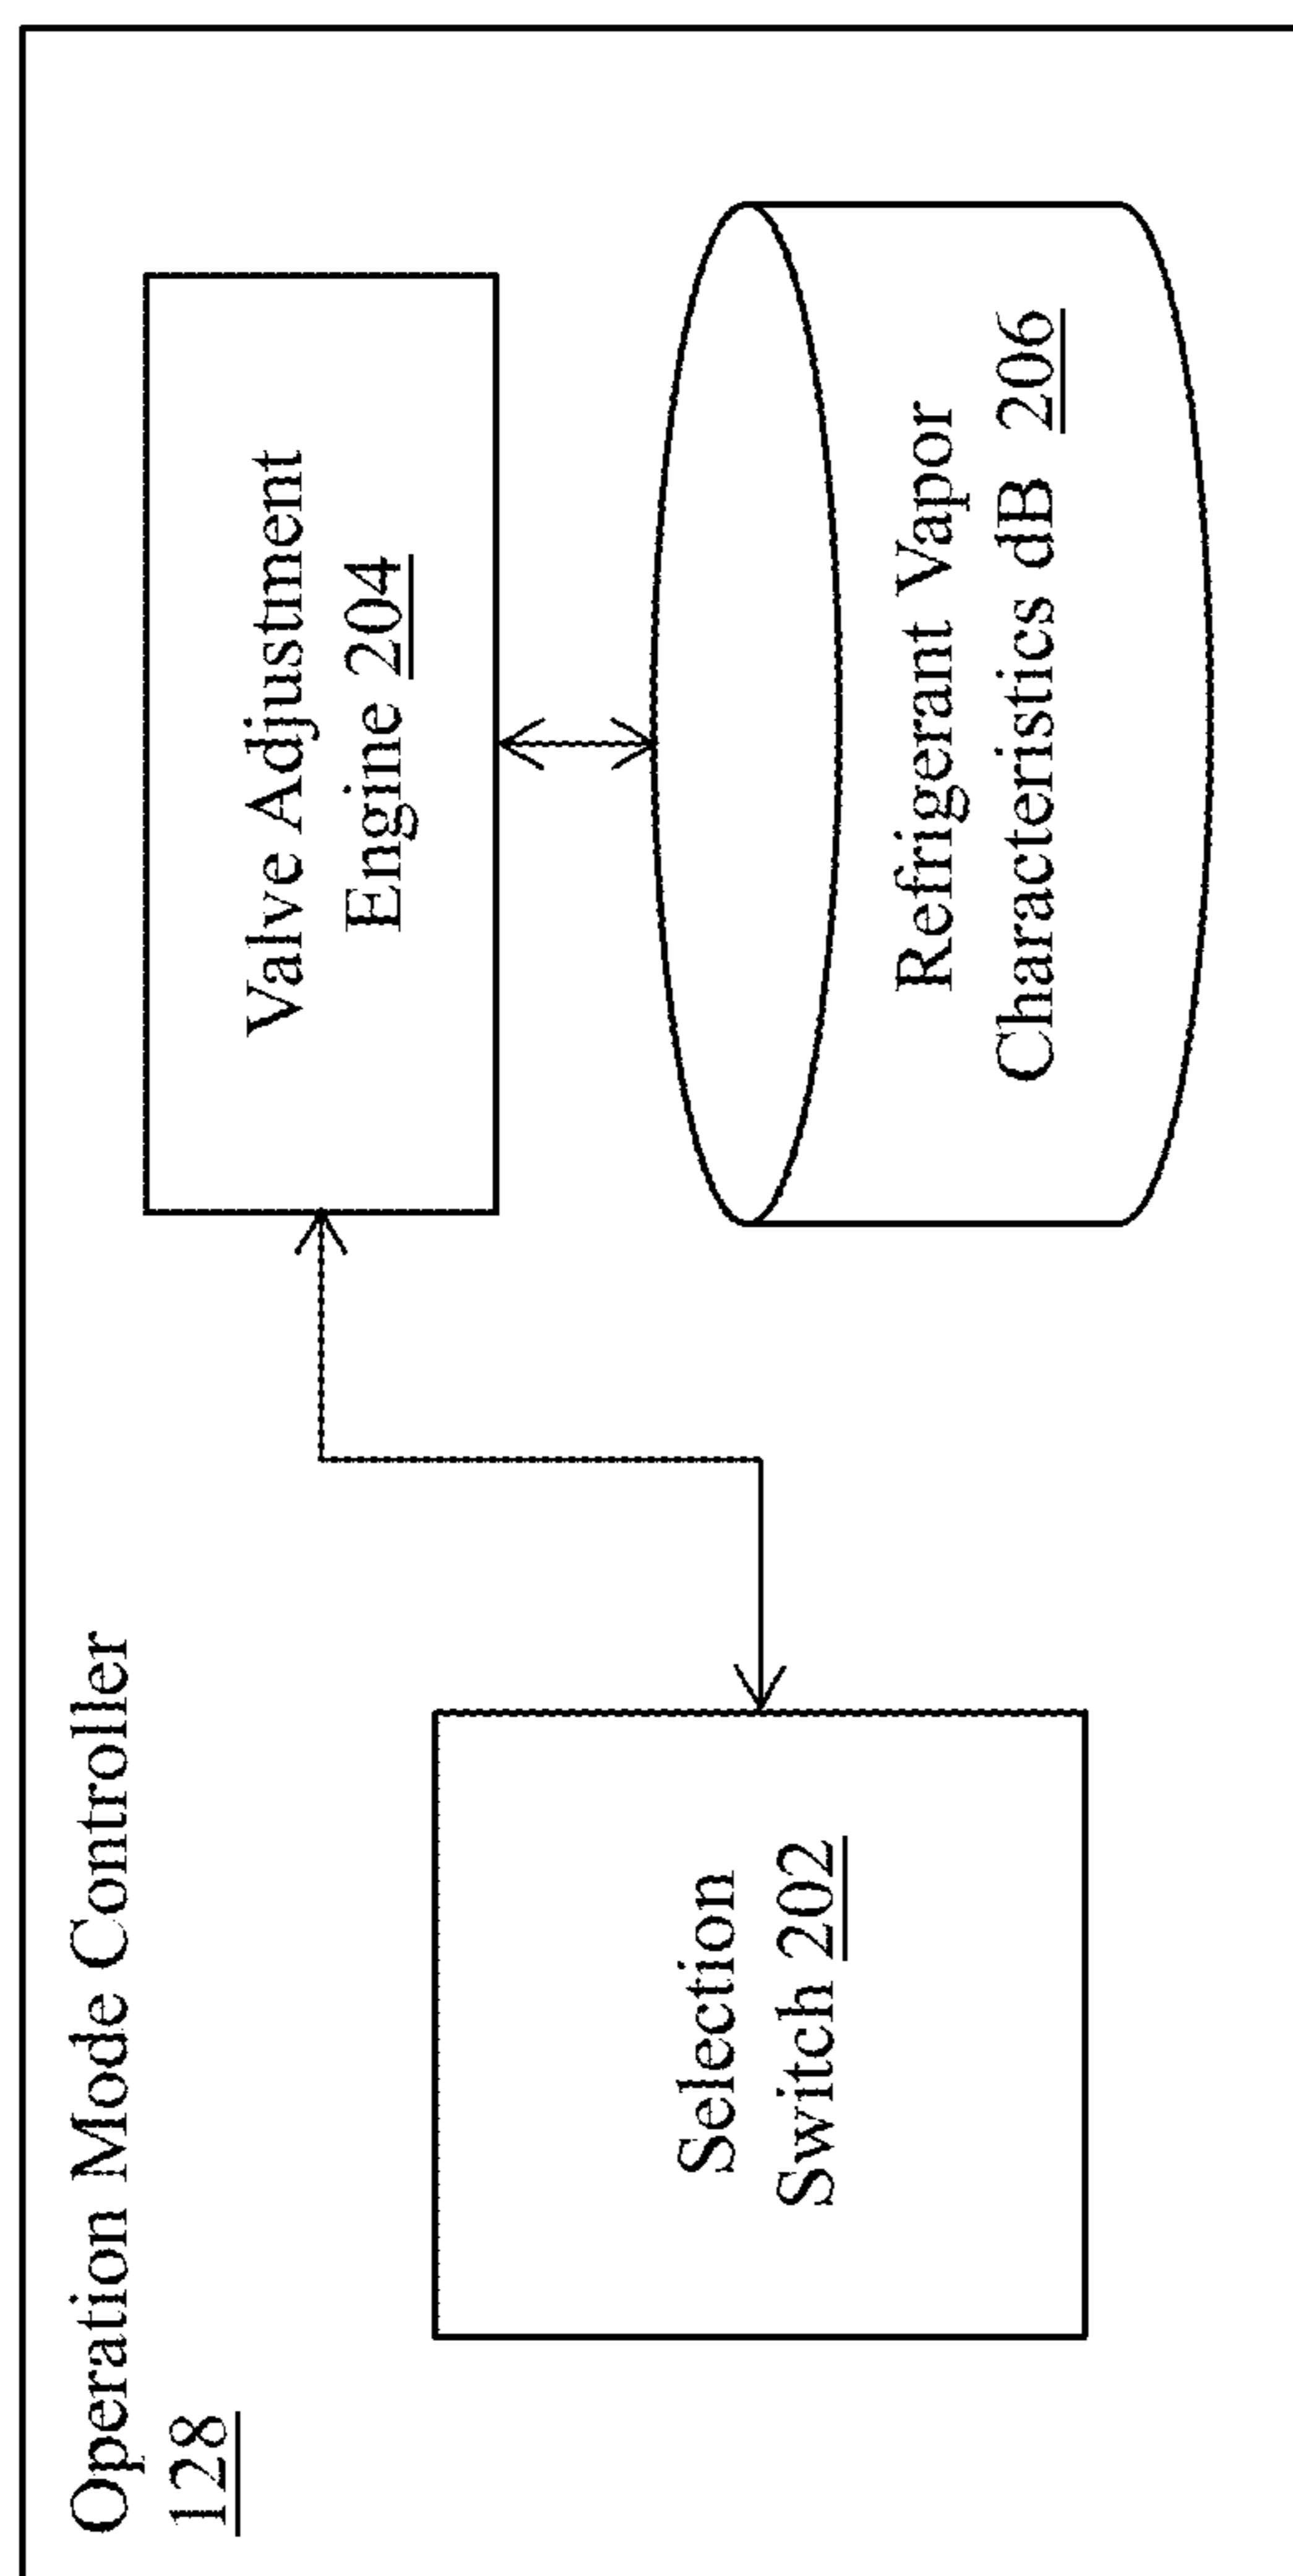 Operation Mode Controller
128
Selection
Switch 202
Valve Adjustment
Engine 204
Refrigerant Vapor
Characteristics dB 206